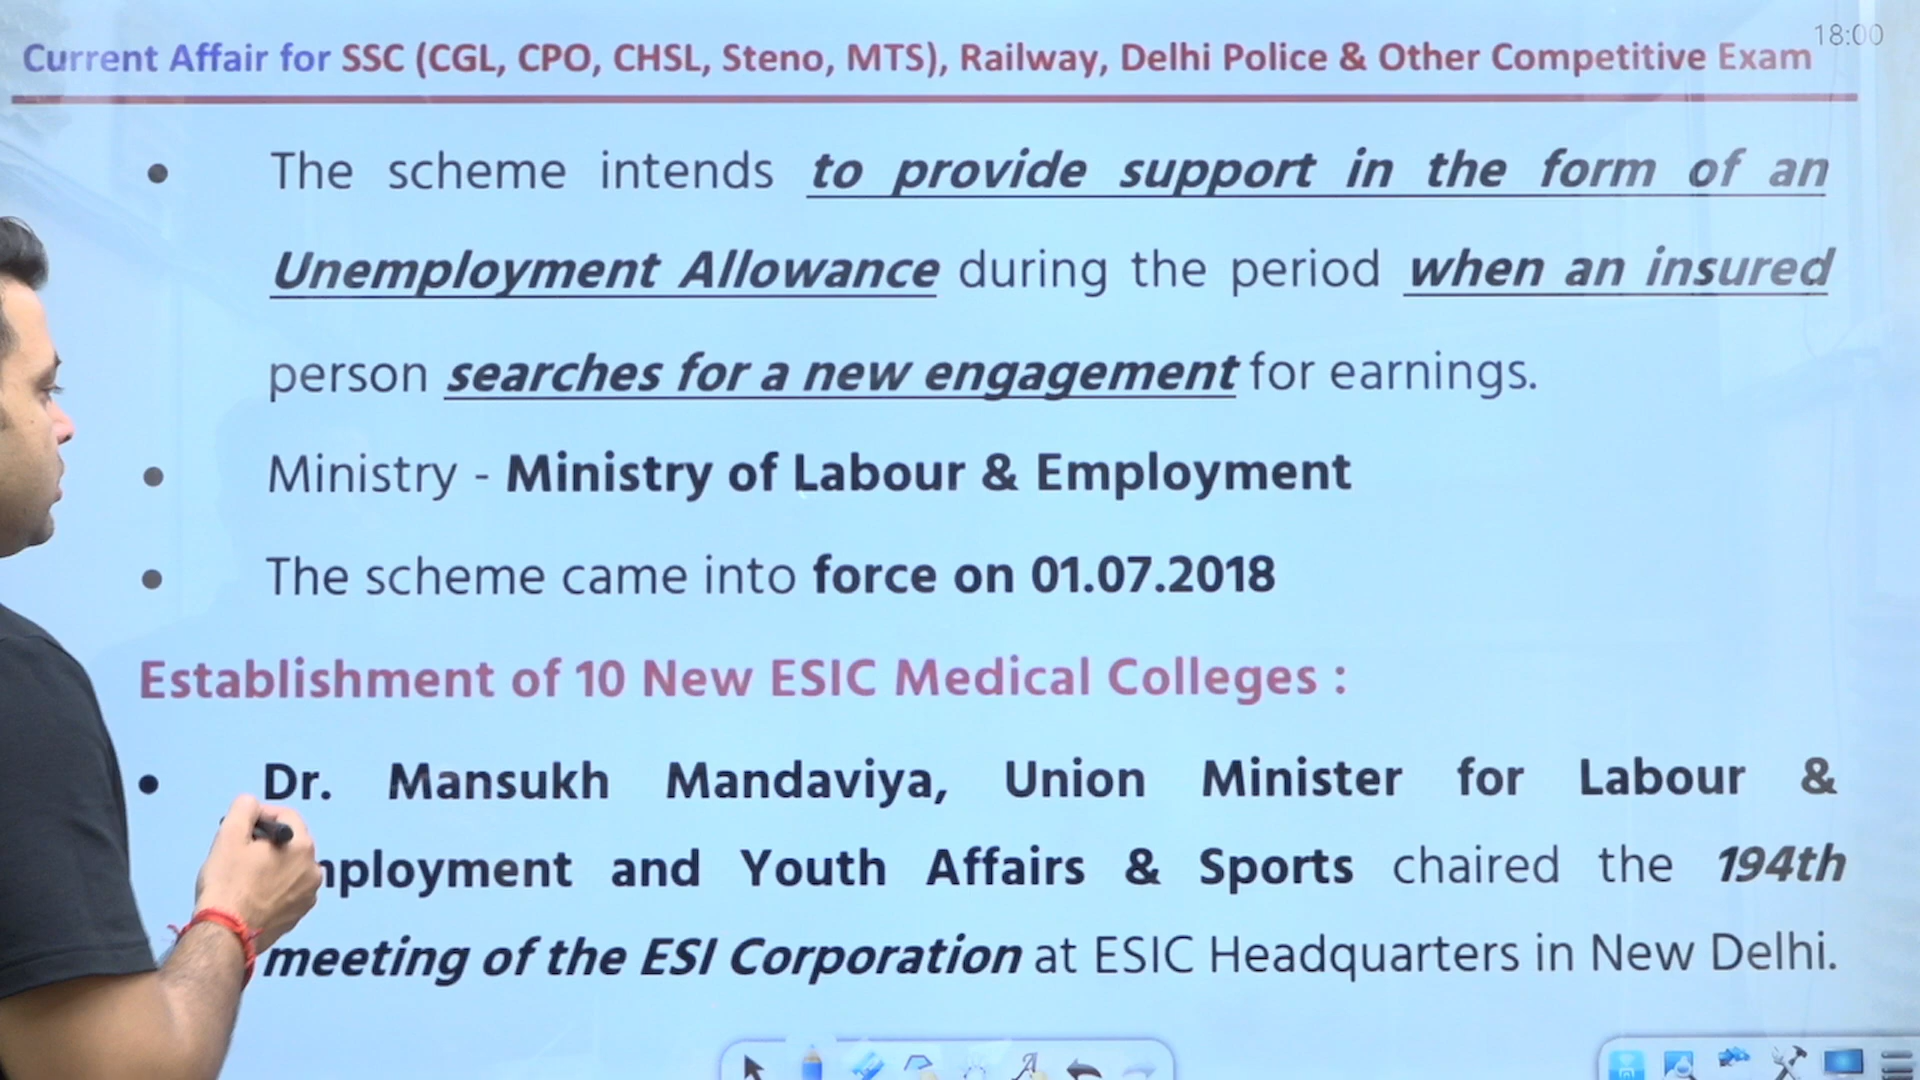 18:00
Current Affair for SSC (CGL, CPO, CHSL, Steno, MTS), Railway, Delhi Police & Other Competitive Exam
• The scheme intends to provide support in the form of an
Unemployment Allowance during the period when an insured
person searches for a new engagement for earnings.
• Ministry - Ministry of Labour & Employment
• The scheme came into force on 01.07.2018
Establishment of 10 New ESIC Medical Colleges :
• Dr. Mansukh Mandaviya, Union Minister for Labour &
mployment and Youth Affairs & Sports chaired the 194th
meeting of the ESI Corporation at ESIC Headquarters in New Delhi.